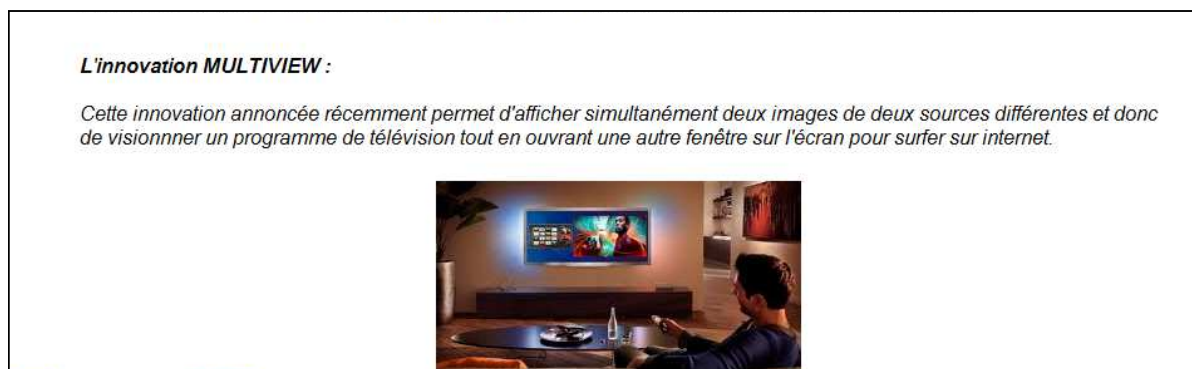 L'innovation MULTIVIEW :
Cette innovation annoncée récemment permet d'afficher simultanément deux images de deux sources différentes et donc
de visionnner un programme de télévision tout en ouvrant une autre fenêtre sur l'écran pour surfer sur internet.